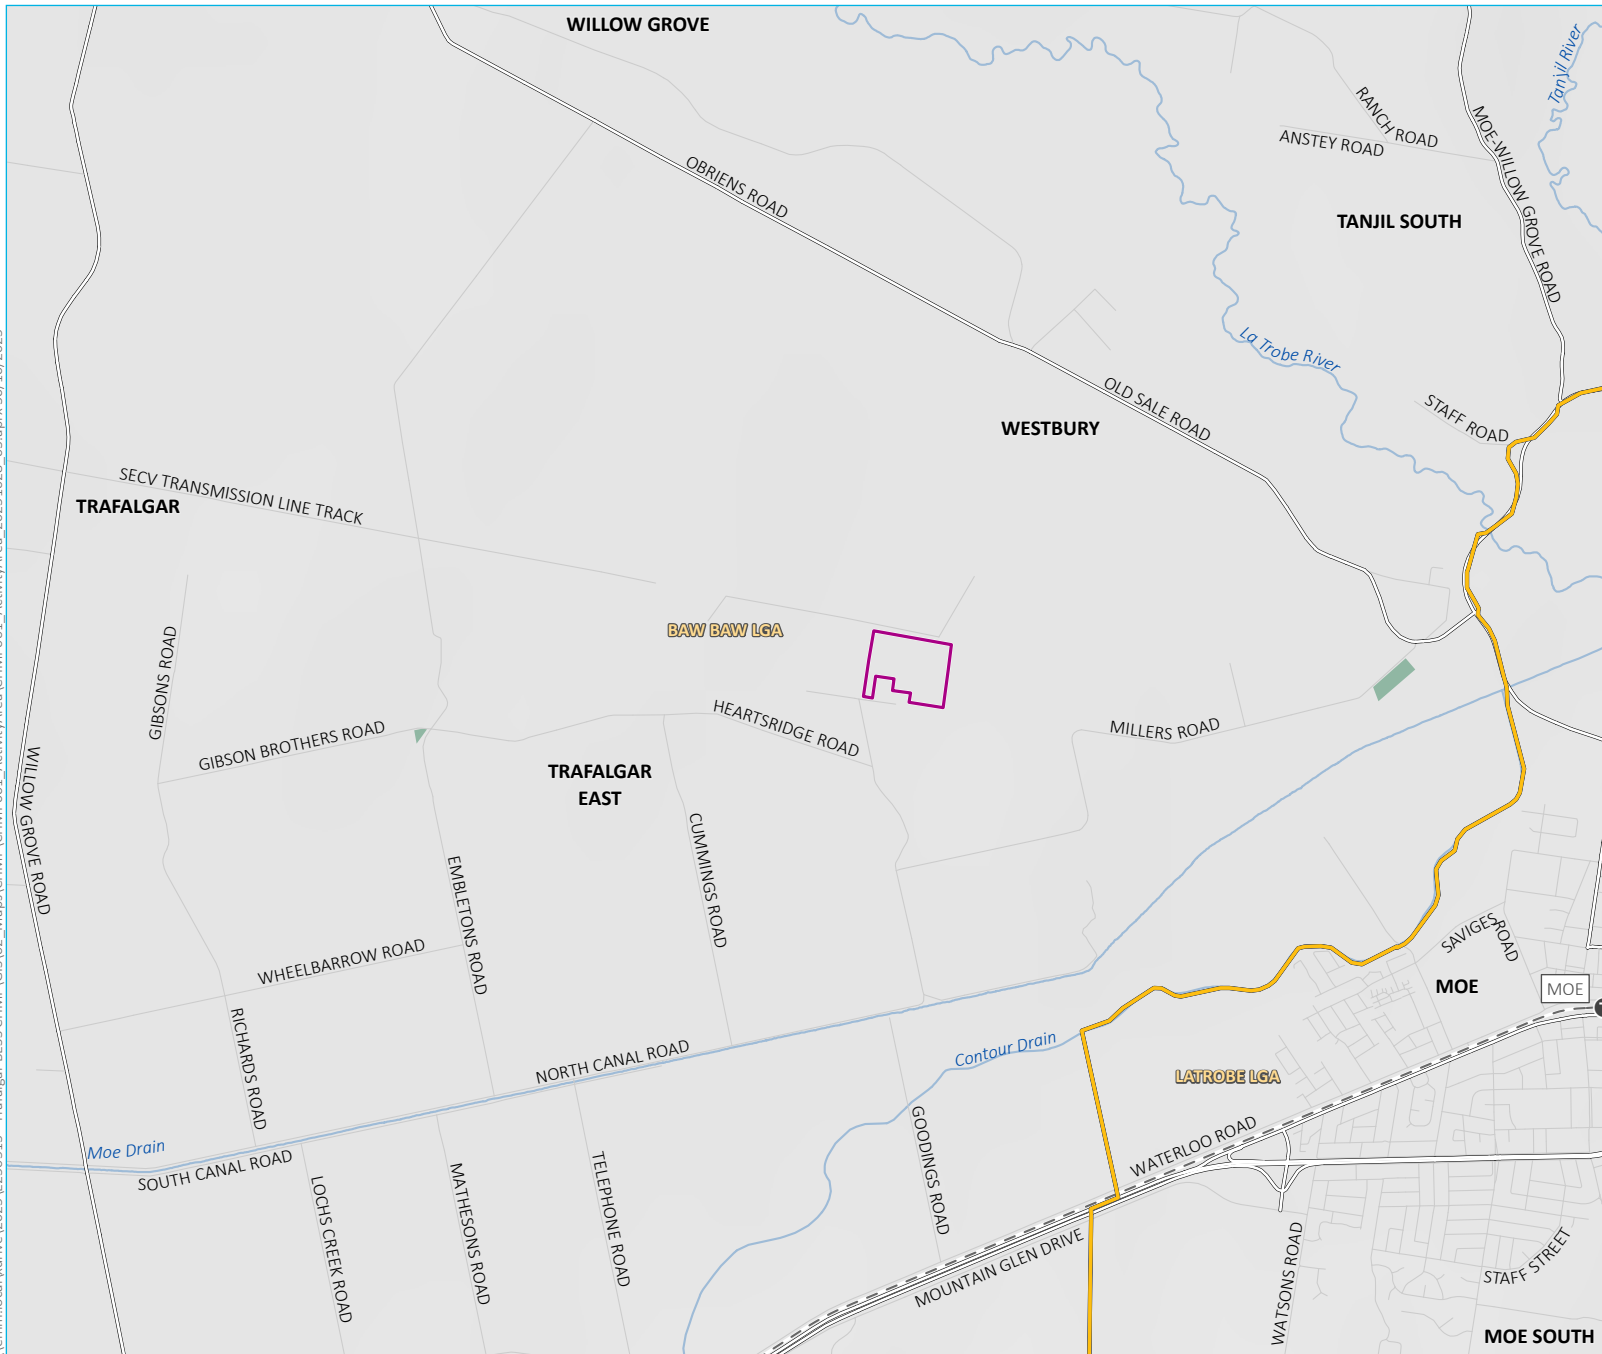 WILLOW GROVE
Tanjil River
RANCH ROAD
ANSTEY ROAD
MOE-WILLOW GROVE ROAD
OBRIENS ROAD
TANJIL SOUTH
La Trobe River
OLD SALE ROAD
STAFF ROAD
WESTBURY
SECV TRANSMISSION LINE TRACK
TRAFALGAR
BAW BAW LGA
GIBSONS ROAD
HEARTSRIDGE ROAD
MILLERS ROAD
GIBSON BROTHERS ROAD
WILLOW GROVE ROAD
TRAFALGAR
EAST
CUMMINGS ROAD
EMBLETONS ROAD
SAVIGES ROAD
WHEELBARROW ROAD
MOE
MOE
RICHARDS ROAD
NORTH CANAL ROAD
Contour Drain
LATROBE LGA
GOODINGS ROAD
WATERLOO ROAD
Moe Drain
SOUTH CANAL ROAD
LOCHS CREEK ROAD
MATHESONS ROAD
TELEPHONE ROAD
MOUNTAIN GLEN DRIVE
WATSONS ROAD
STAFF STREET
MOE SOUTH